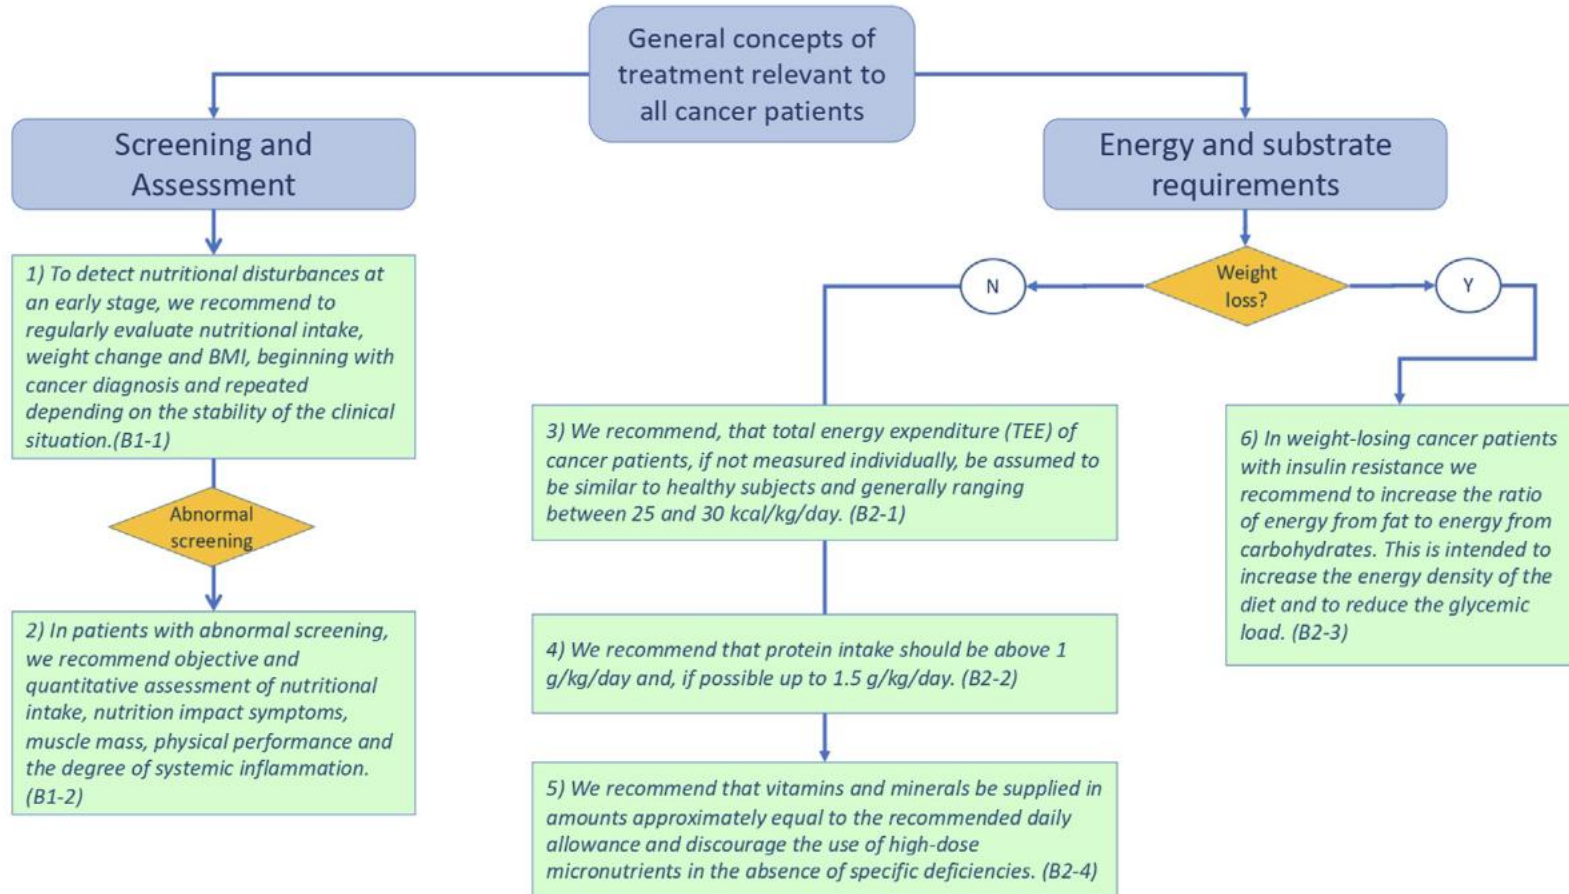 General concepts of
treatment relevant to
all cancer patients
Screening and
Assessment
1) To detect nutritional disturbances at
an early stage, we recommend to
regularly evaluate nutritional intake,
weight change and BMI, beginning with
cancer diagnosis and repeated
depending on the stability of the clinical
situation.(B1-1)
Abnormal
screening
2) In patients with abnormal screening,
we recommend objective and
quantitative assessment of nutritional
intake, nutrition impact symptoms,
muscle mass, physical performance and
the degree of systemic inflammation.
(B1-2)
Energy and substrate
requirements
Weight
loss?
N
Y
3) We recommend, that total energy expenditure (TEE) of
cancer patients, if not measured individually, be assumed to
be similar to healthy subjects and generally ranging
between 25 and 30 kcal/kg/day. (B2-1)
4) We recommend that protein intake should be above 1
g/kg/day and, if possible up to 1.5 g/kg/day. (B2-2)
5) We recommend that vitamins and minerals be supplied in
amounts approximately equal to the recommended daily
allowance and discourage the use of high-dose
micronutrients in the absence of specific deficiencies. (B2-4)
6) In weight-losing cancer patients
with insulin resistance we
recommend to increase the ratio
of energy from fat to energy from
carbohydrates. This is intended to
increase the energy density of the
diet and to reduce the glycemic
load. (B2-3)